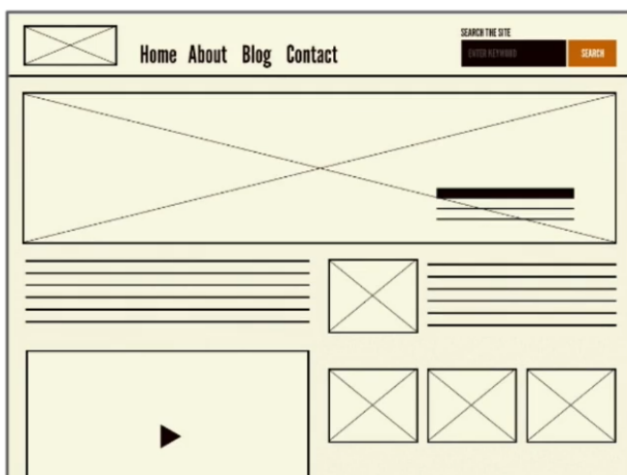 SEARCH THE SITE
Home About Blog Contact
ENTER KEYWORD
SEARCH